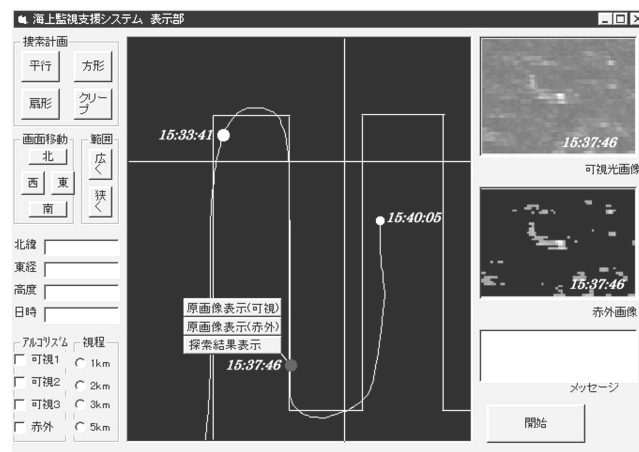 海上監視支援システム 表示部
捜索計画
平行
方形
扇形
クリープ
画面移動
北
西
東
南
範囲
広く
狭く
北緯
東経
高度
日時
アルゴリズム
可視1
可視2
可視3
赤外
視程
1km
2km
3km
5km
15:33:41
15:40:05
原画像表示(可視)
原画像表示(赤外)
探索結果表示
15:37:46
15:37:46
可視光画像
15:37:46
赤外画像
メッセージ
開始